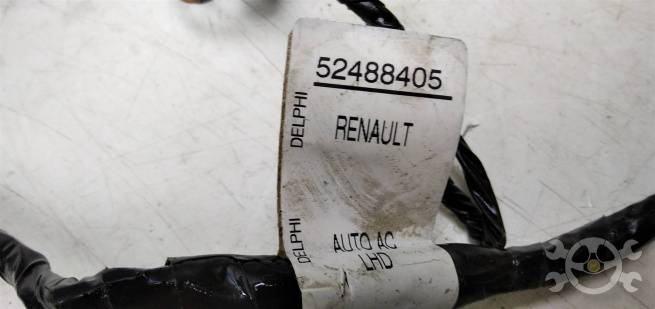 52488405
DELPHI
RENAULT
DELPHI
AUTO AC
LHD